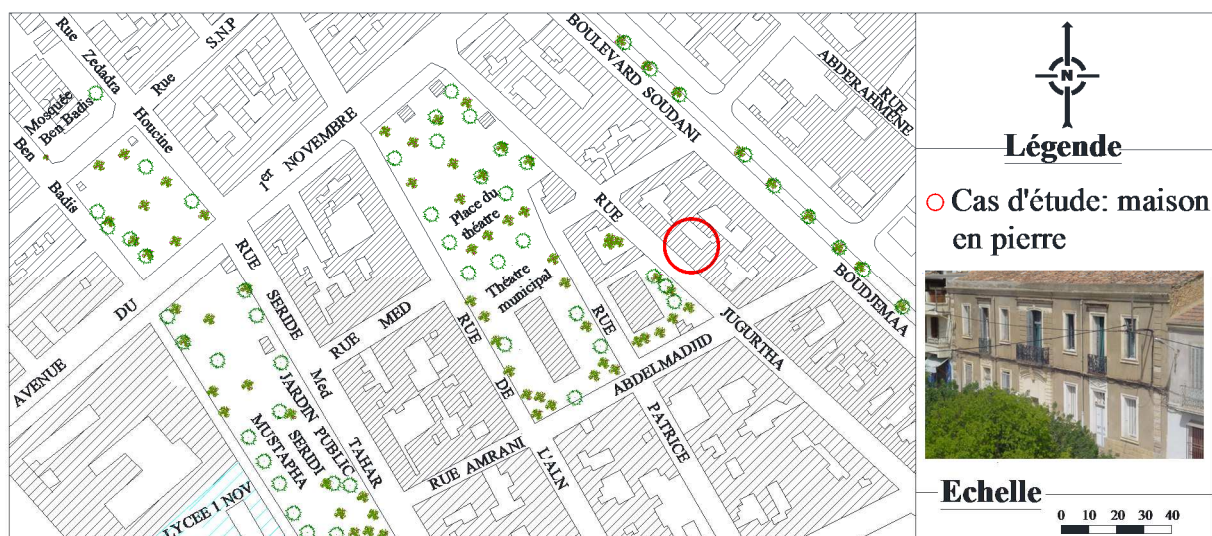 Rue Zedadra Houcine
Rue S.N.P
Mosquée
Ben Badis
Ben Badis
AVENUE DU 1er NOVEMBRE
BOULEVARD SOUDANI BOUDJEMAA
RUE
ABDERAHMENE
Place du
théatre
Théatre
municipal
RUE SERIDE Med TAHAR
RUE MED
RUE DE L'ALN
RUE PATRICE
RUE JUGURTHA
RUE AMRANI ABDELMADJID
JARDIN PUBLIC
SERIDI
MUSTAPHA
LYCEE 1 NOV
N
Légende
Cas d'étude: maison
en pierre
Echelle
0 10 20 30 40